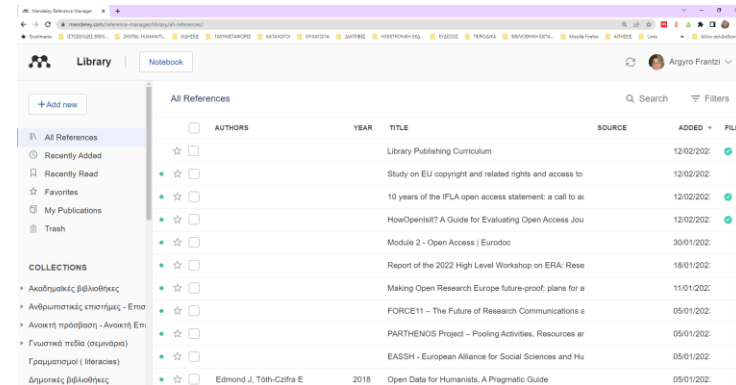 Mendeley Reference Manager
mendeley.com/reference-manager/library/all-references/
Bookmarks
Mozilla Firefox
Links
Library
Notebook
Argyro Frantzi
+Add new
All References
Search
Filters
All References
Recently Added
Recently Read
Favorites
My Publications
Trash
COLLECTIONS
Ακαδημαϊκές βιβλιοθήκες
Ανθρωπιστικές επιστήμες - Επισ
Ανοικτή πρόσβαση - Ανοικτή Επι
Γνωστικά πεδία (σεμινάρια)
Γραμματισμοί ( literacies)
Δημοτικές βιβλιοθήκες
AUTHORS YEAR TITLE SOURCE ADDED FIL
Library Publishing Curriculum 12/02/202
Study on EU copyright and related rights and access to 12/02/202
10 years of the IFLA open access statement: a call to ac 12/02/202
HowOpenIsIt? A Guide for Evaluating Open Access Jou 12/02/202
Module 2 - Open Access | Eurodoc 30/01/202
Report of the 2022 High Level Workshop on ERA: Rese 18/01/202
Making Open Research Europe future-proof: plans for a 11/01/202
FORCE11 – The Future of Research Communications a 05/01/202
PARTHENOS Project – Pooling Activities, Resources an 05/01/202
EASSH - European Alliance for Social Sciences and Hu 05/01/202
Edmond J, Tóth-Czifra E 2018 Open Data for Humanists, A Pragmatic Guide 05/01/202